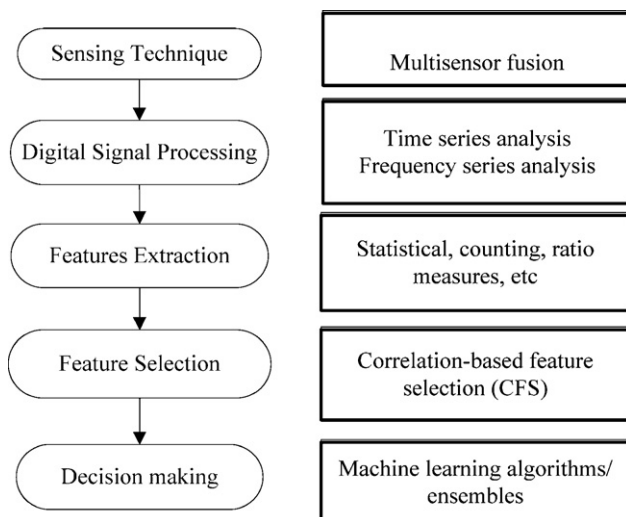 Sensing Technique
Multisensor fusion
Digital Signal Processing
Time series analysis
Frequency series analysis
Features Extraction
Statistical, counting, ratio
measures, etc
Feature Selection
Correlation-based feature
selection (CFS)
Decision making
Machine learning algorithms/
ensembles